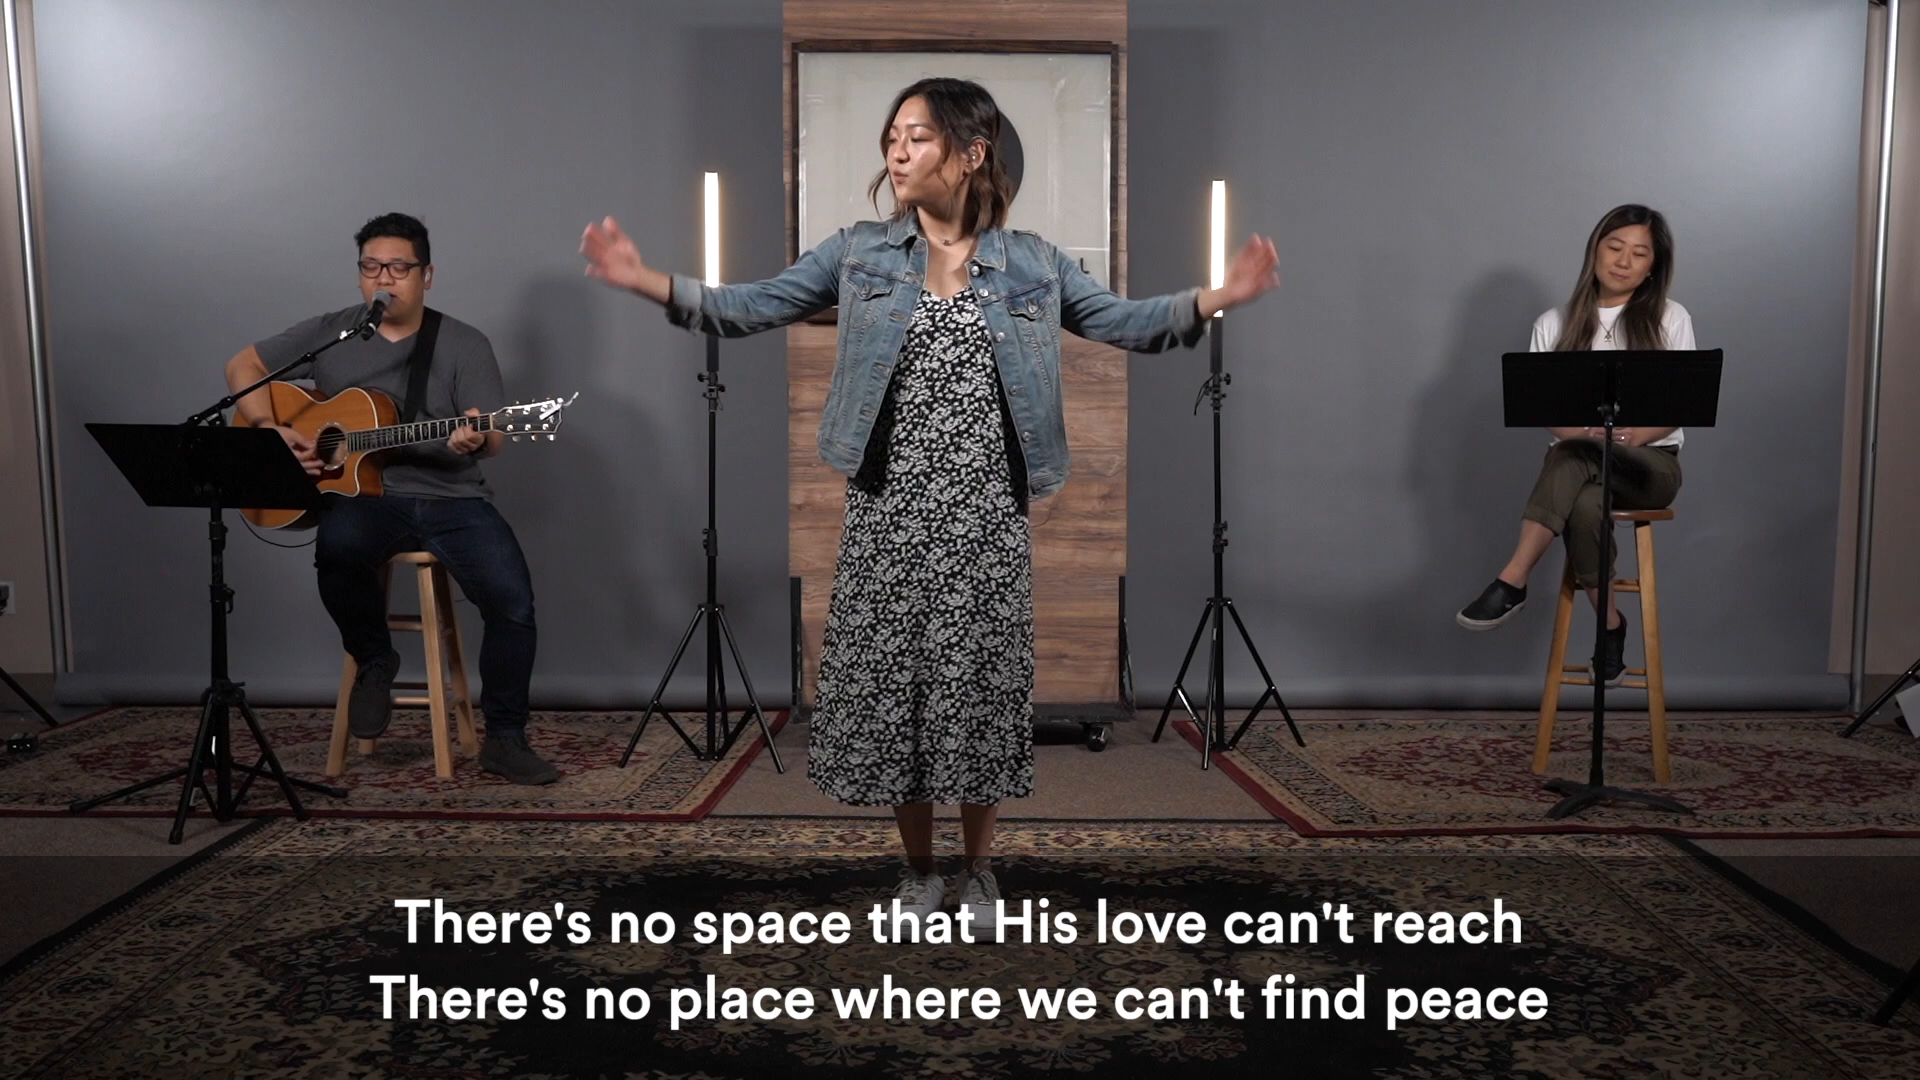 L
There's no space that His love can't reach
There's no place where we can't find peace